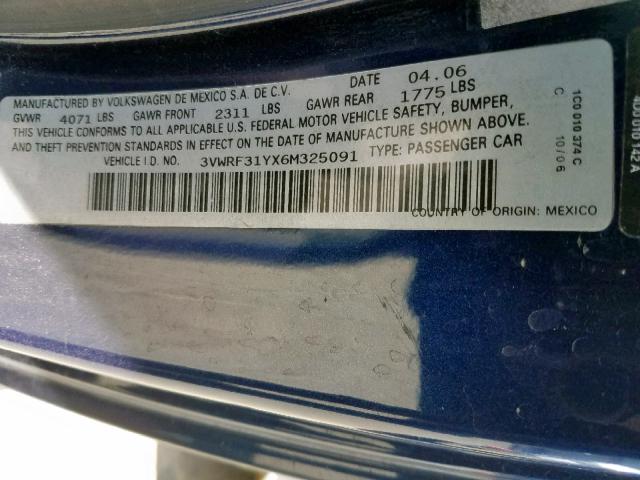 MANUFACTURED BY VOLKSWAGEN DE MEXICO S.A. DE C.V. DATE 04.06
GVWR 4071 LBS GAWR FRONT 2311 LBS GAWR REAR 1775 LBS
THIS VEHICLE CONFORMS TO ALL APPLICABLE U.S. FEDERAL MOTOR VEHICLE SAFETY, BUMPER,
AND THEFT PREVENTION STANDARDS IN EFFECT ON THE DATE OF MANUFACTURE SHOWN ABOVE.
VEHICLE I.D. NO. 3VWRF31YX6M325091 TYPE: PASSENGER CAR
COUNTRY OF ORIGIN: MEXICO
1C0 010 374 C
C 10/06